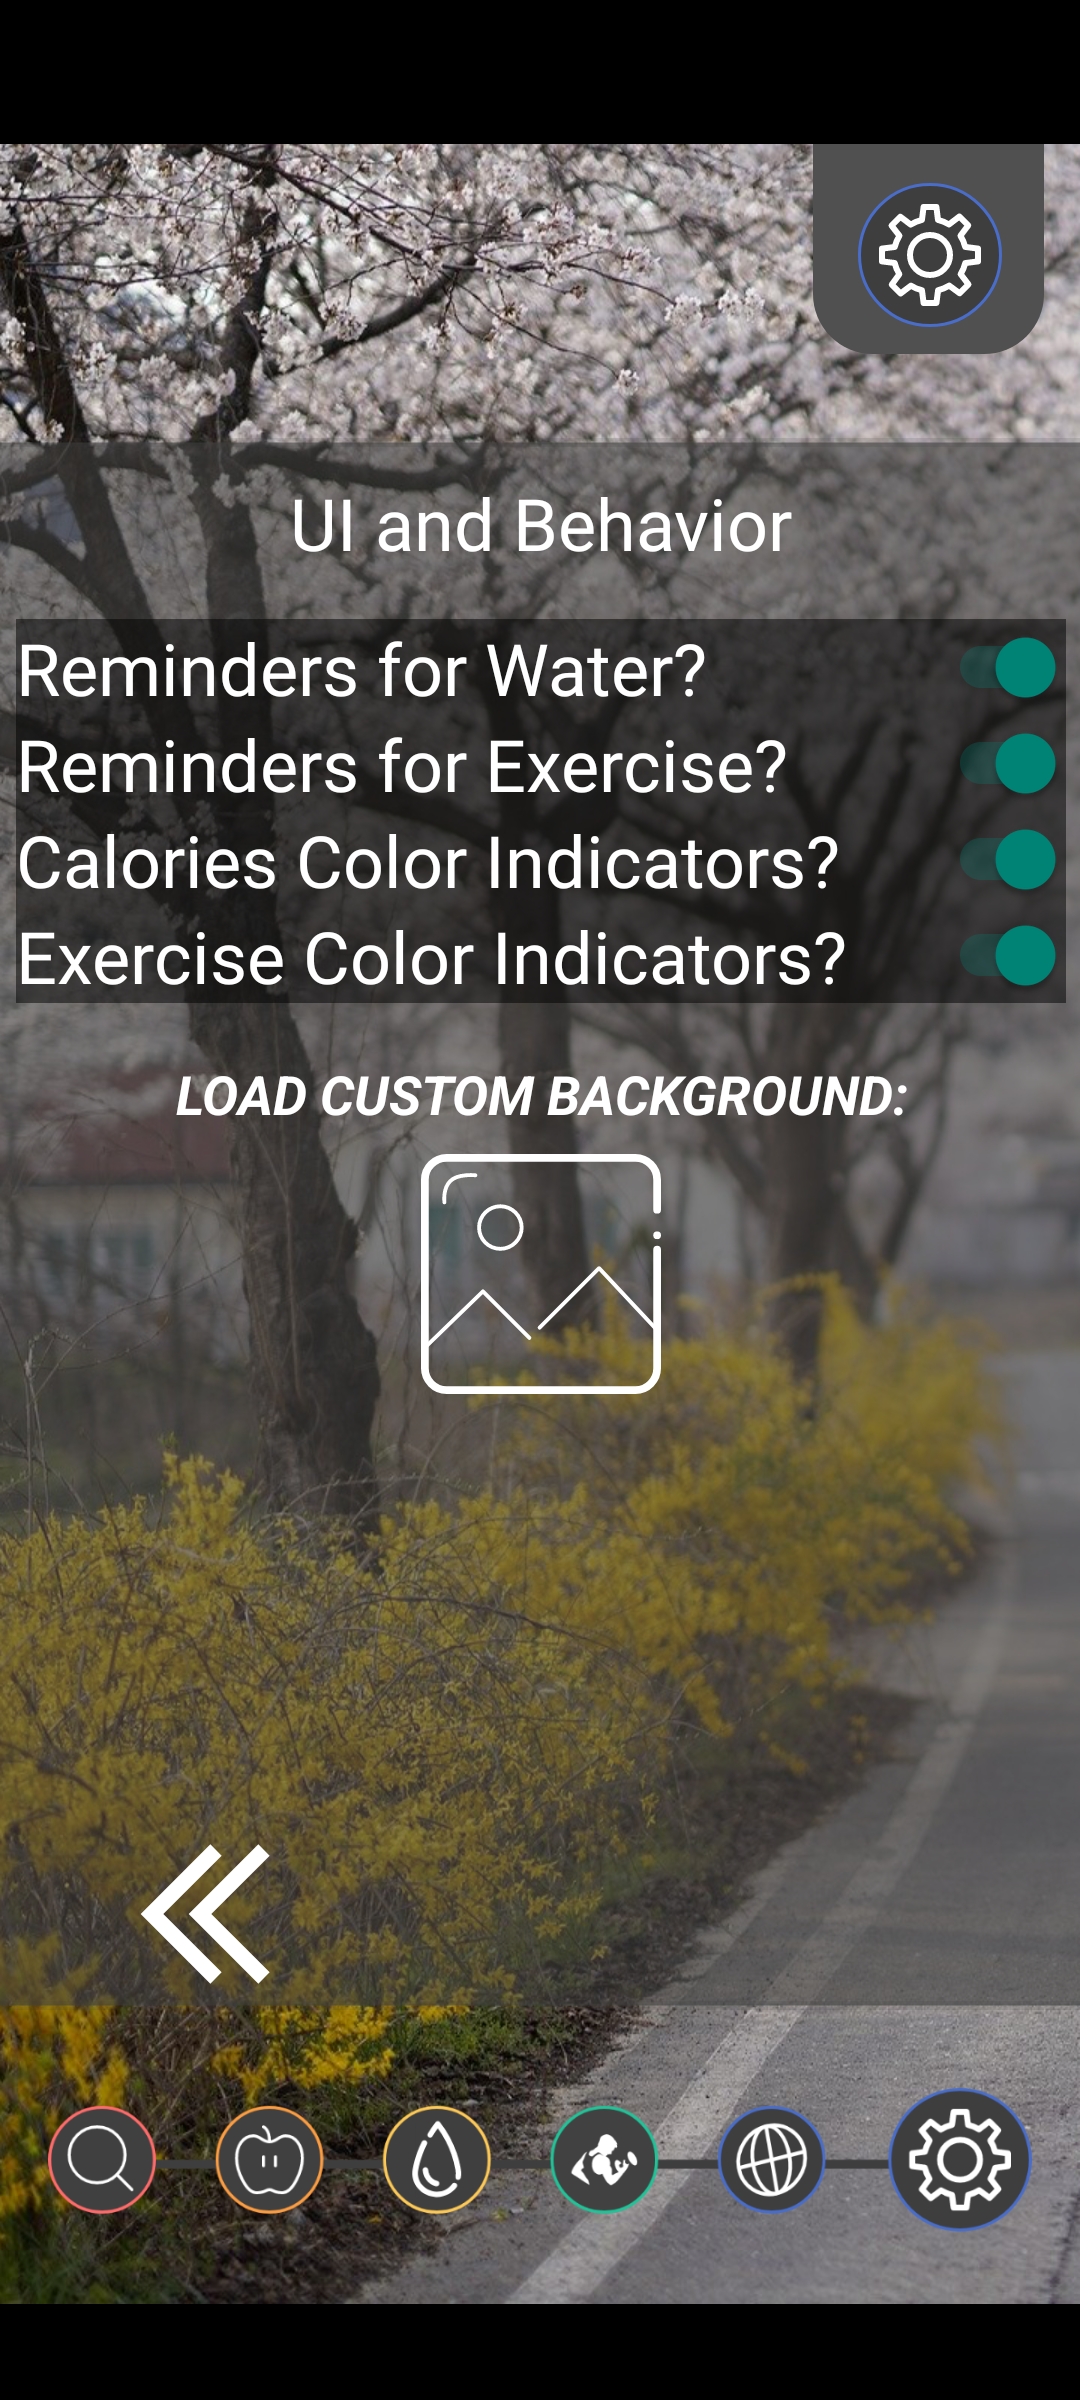 UI and Behavior
Reminders for Water?
Reminders for Exercise?
Calories Color Indicators?
Exercise Color Indicators?
LOAD CUSTOM BACKGROUND: